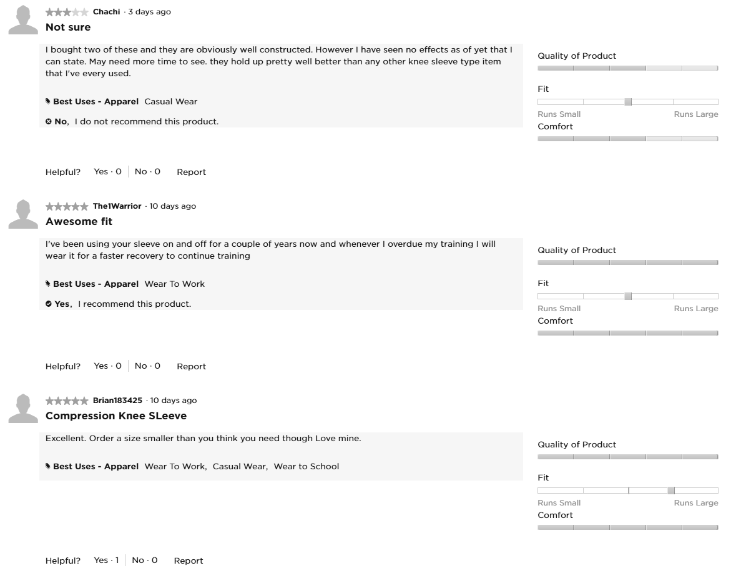 Chachi · 3 days ago
Not sure
I bought two of these and they are obviously well constructed. However I have seen no effects as of yet that I
can state. May need more time to see. they hold up pretty well better than any other knee sleeve type item
that I've every used.
Best Uses - Apparel Casual Wear
No, I do not recommend this product.
Quality of Product
Fit
Runs Small Runs Large
Comfort
Helpful? Yes · 0 No · 0 Report
The1Warrior · 10 days ago
Awesome fit
I've been using your sleeve on and off for a couple of years now and whenever I overdue my training I will
wear it for a faster recovery to continue training
Best Uses - Apparel Wear To Work
Yes, I recommend this product.
Quality of Product
Fit
Runs Small Runs Large
Comfort
Helpful? Yes · 0 No · 0 Report
Brian183425 · 10 days ago
Compression Knee SLeeve
Excellent. Order a size smaller than you think you need though Love mine.
Best Uses - Apparel Wear To Work, Casual Wear, Wear to School
Quality of Product
Fit
Runs Small Runs Large
Comfort
Helpful? Yes · 1 No · 0 Report